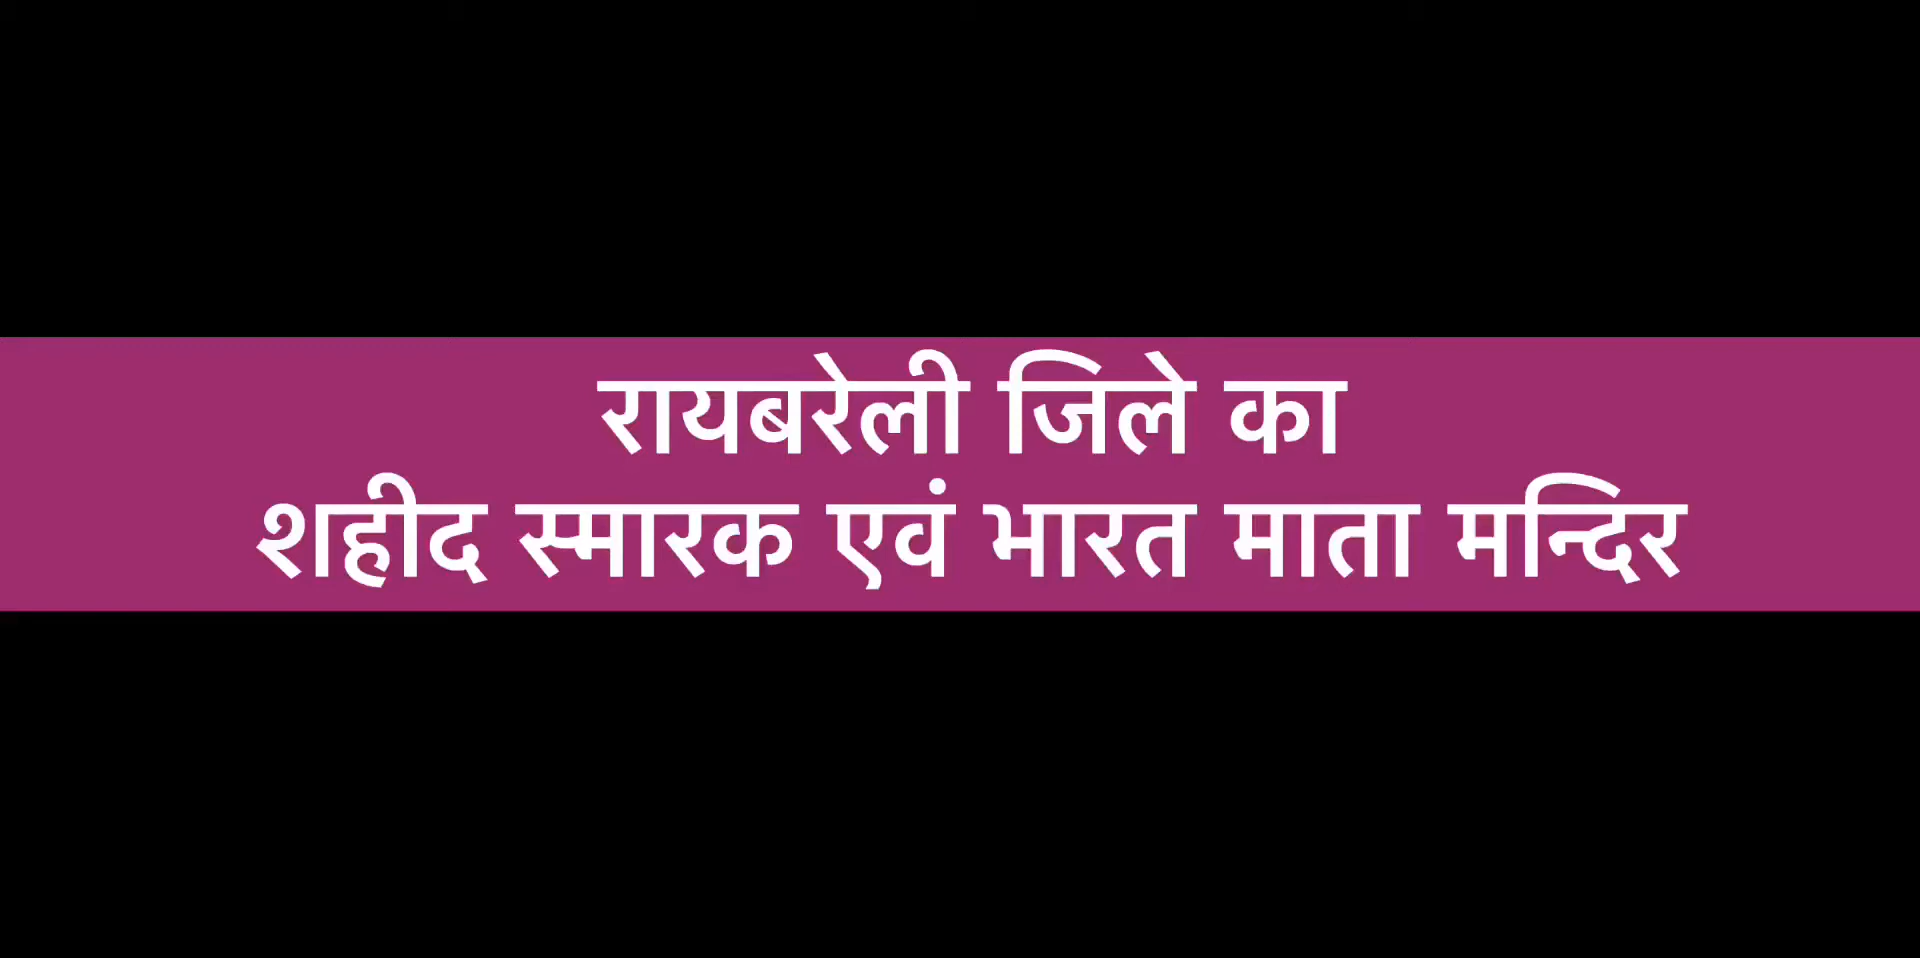 रायबरेली जिले का
शहीद स्मारक एवं भारत माता मन्दिर